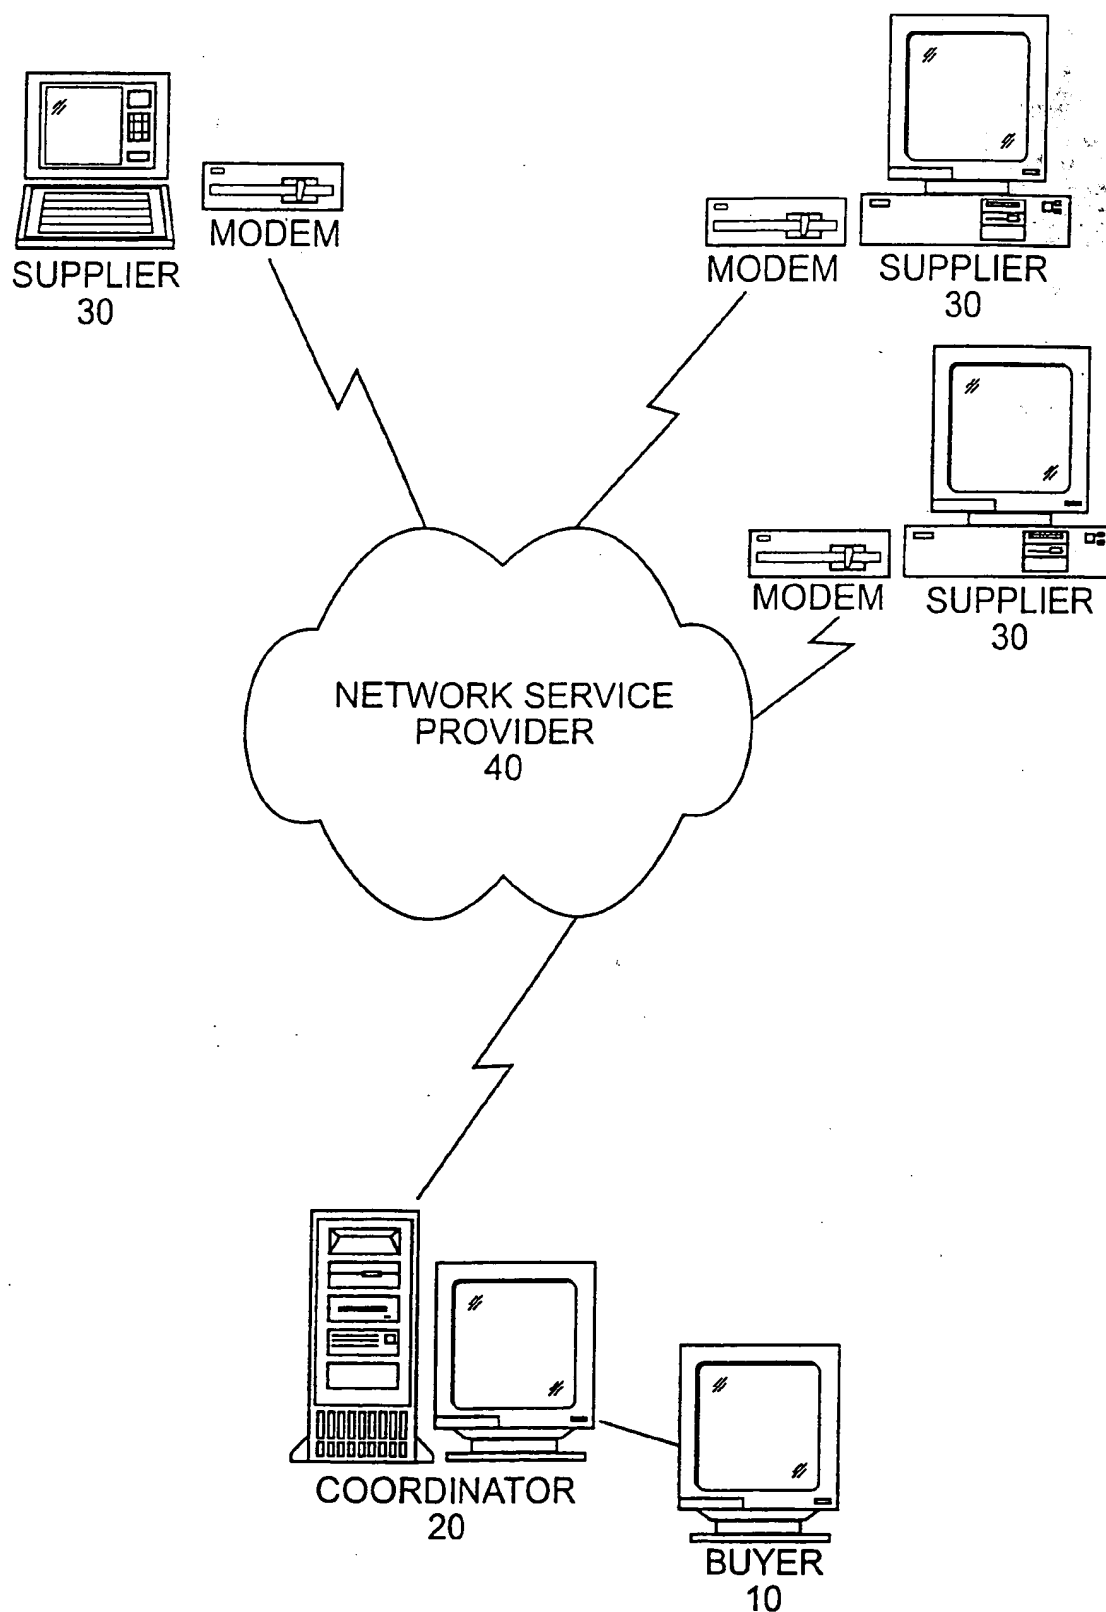 MODEM
SUPPLIER
30
MODEM
SUPPLIER
30
MODEM
SUPPLIER
30
NETWORK SERVICE
PROVIDER
40
COORDINATOR
20
BUYER
10